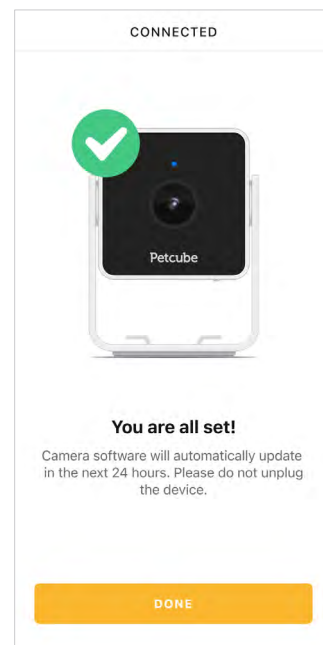 CONNECTED
Petcube
You are all set!
Camera software will automatically update
in the next 24 hours. Please do not unplug
the device.
DONE